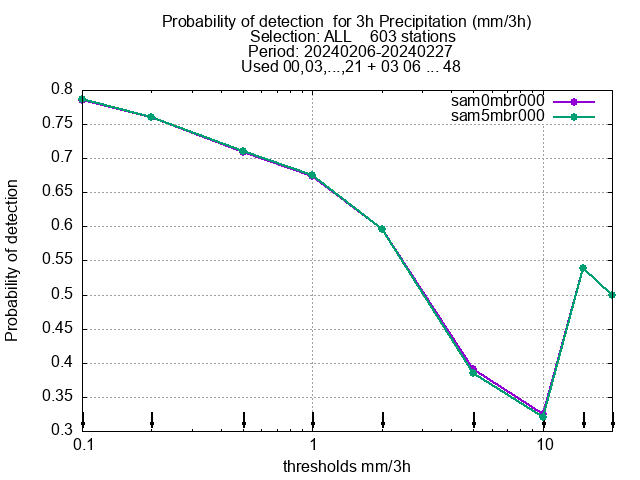 Probability of detection  for 3h Precipitation (mm/3h)
Selection: ALL    603 stations
Period: 20240206-20240227
Used 00,03,...,21 + 03 06 ... 48
sam0mbr000
sam5mbr000
0.8
0.75
0.7
0.65
0.6
0.55
0.5
0.45
0.4
0.35
0.3
Probability of detection
0.1 1 10
thresholds mm/3h